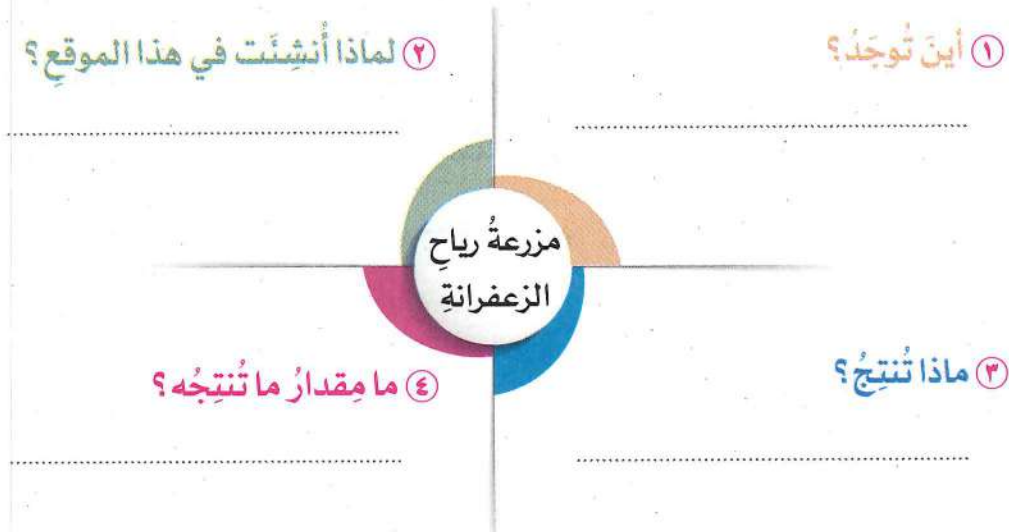 ① أينَ تُوجَدُ؟
② لماذا أُنشِئَت في هذا الموقعِ؟
مزرعةُ رياحِ
الزعفرانةِ
③ ماذا تُنتِجُ؟
④ ما مِقدارُ ما تُنتِجُه؟